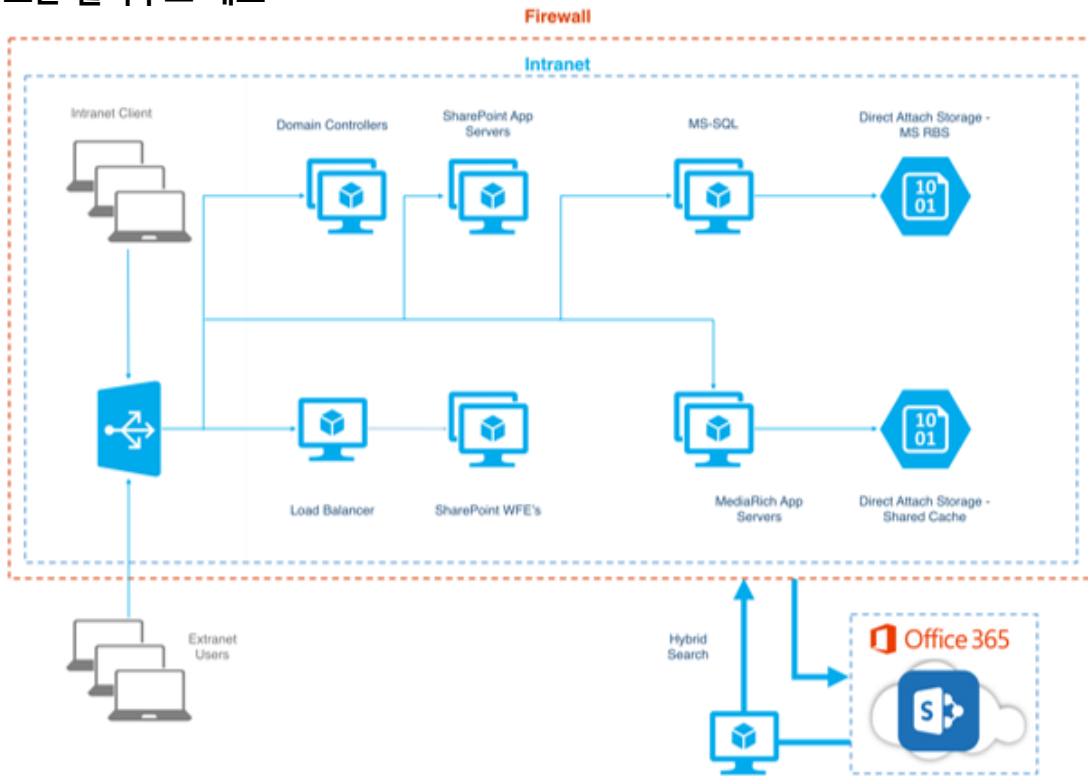 Firewall
Intranet
Intranet Client
Domain Controllers
SharePoint App
Servers
MS-SQL
Direct Attach Storage -
MS RBS
10
01
Load Balancer
SharePoint WFE's
MediaRich App
Servers
10
01
Direct Attach Storage -
Shared Cache
Extranet
Users
Hybrid
Search
Office 365
S